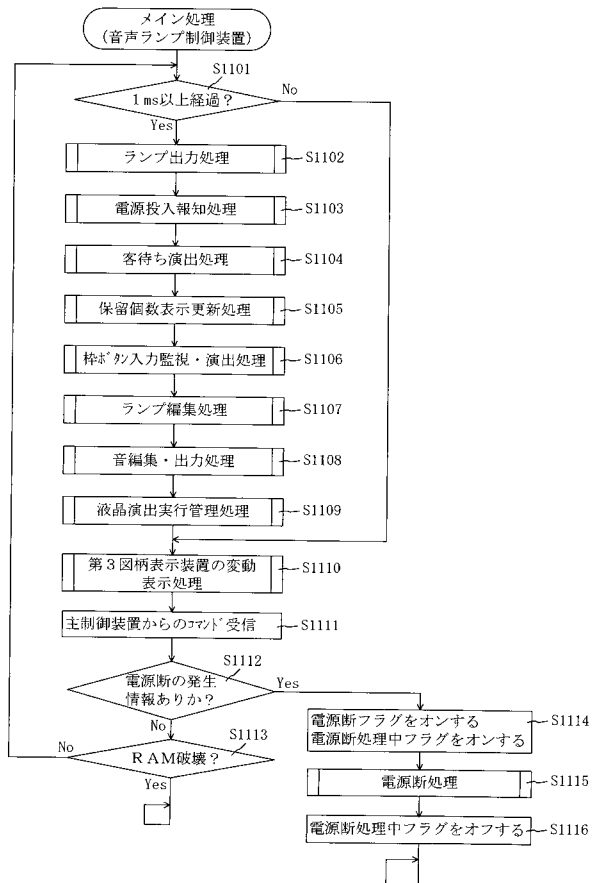 メイン処理
(音声ランプ制御装置)
S1101
1ms以上経過?
No
Yes
ランプ出力処理
S1102
電源投入報知処理
S1103
客待ち演出処理
S1104
保留個数表示更新処理
S1105
枠ﾎﾞﾀﾝ入力監視・演出処理
S1106
ランプ編集処理
S1107
音編集・出力処理
S1108
液晶演出実行管理処理
S1109
第3図柄表示装置の変動
表示処理
S1110
主制御装置からのｺﾏﾝﾄﾞ受信
S1111
S1112
電源断の発生
情報ありか?
Yes
No
S1113
RAM破壊?
No
Yes
電源断フラグをオンする
電源断処理中フラグをオンする
S1114
電源断処理
S1115
電源断処理中フラグをオフする
S1116